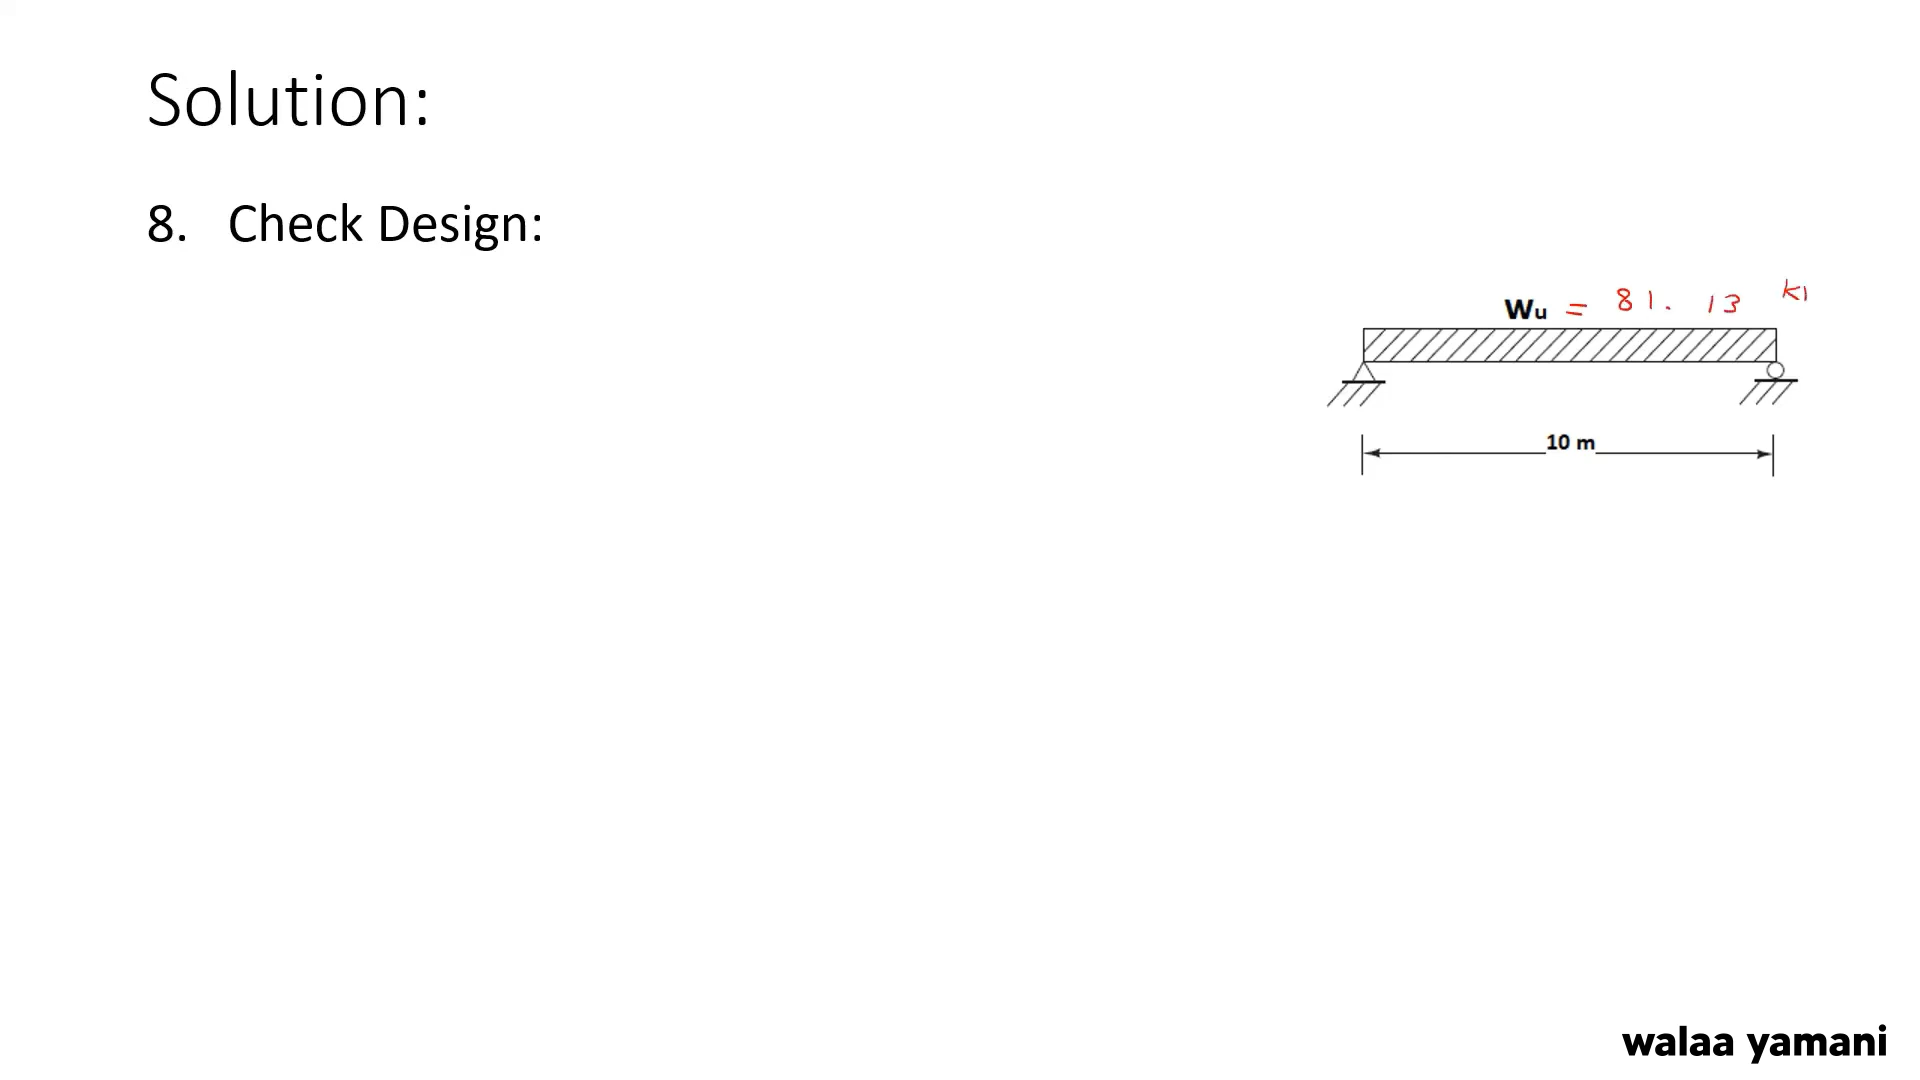 Solution:
8. Check Design:
Wu = 81.13
10 m
walaa yamani